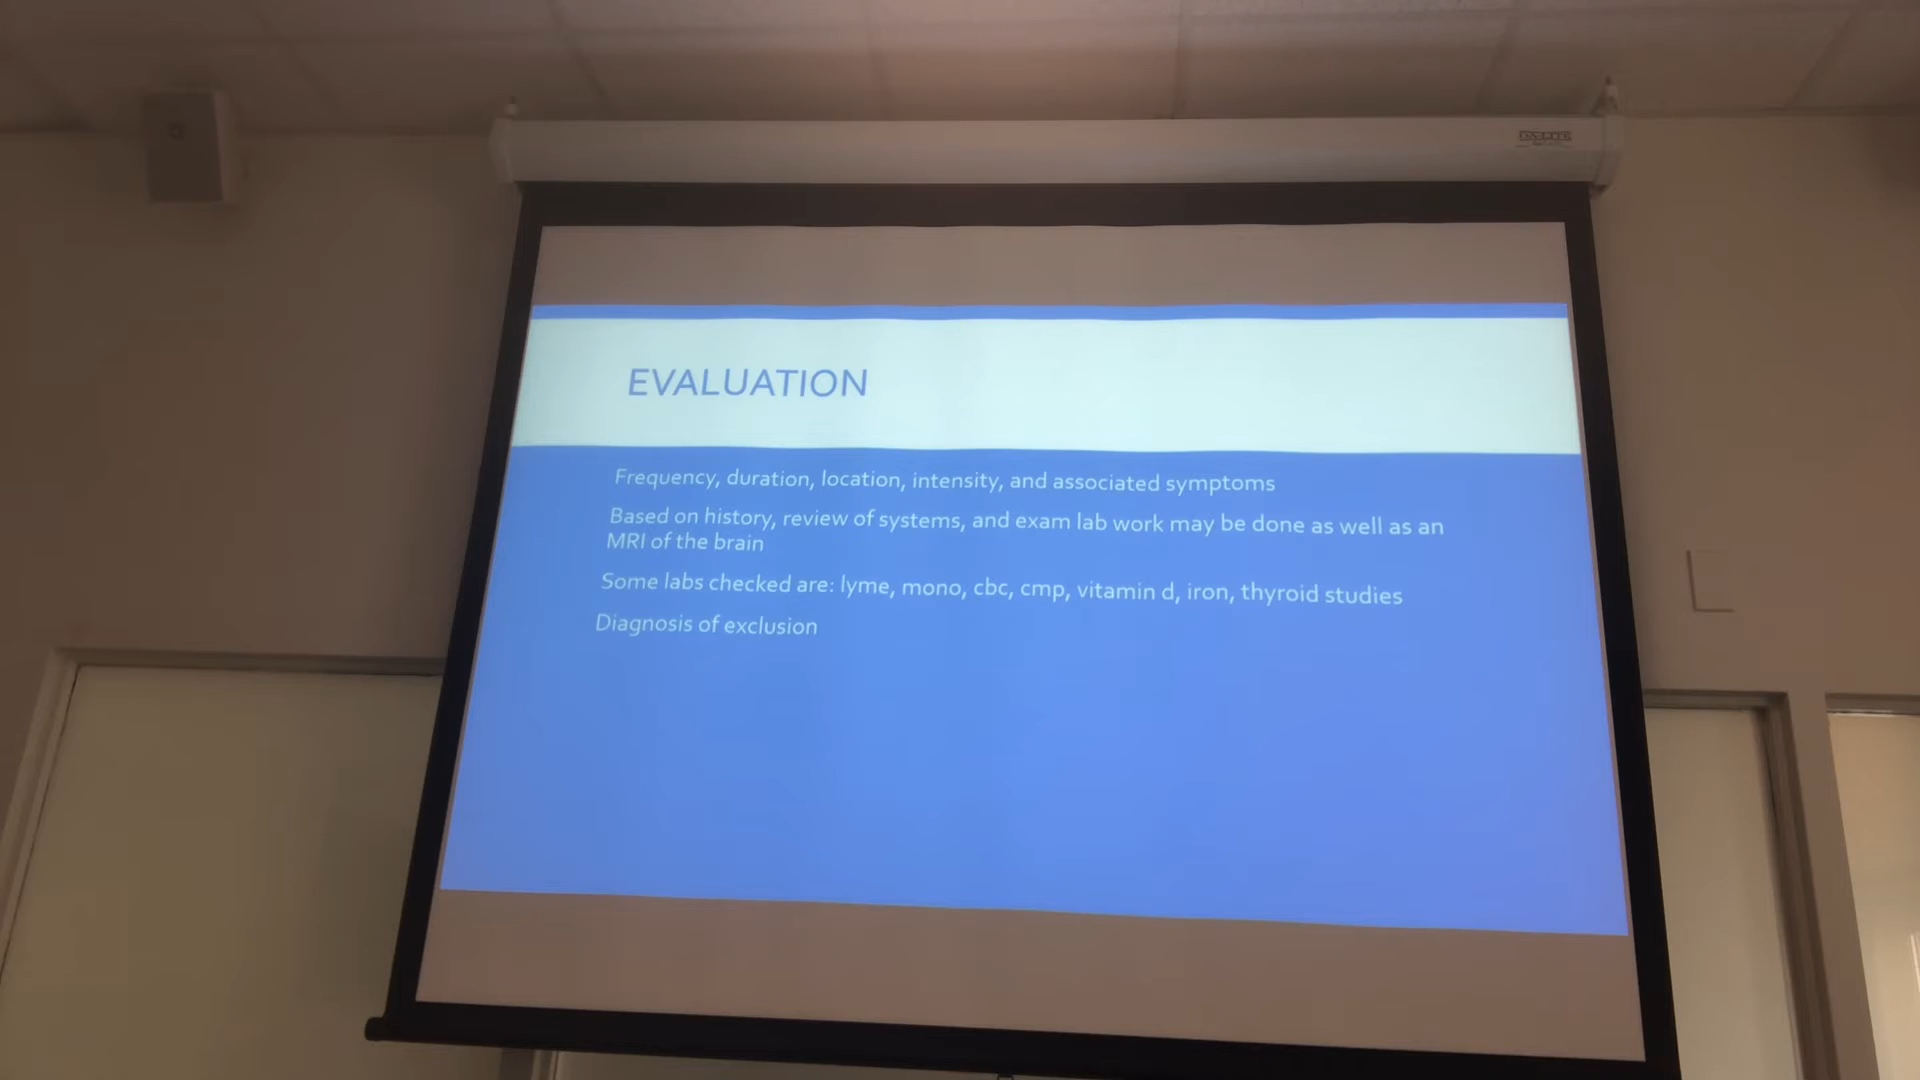 DA-LITE
EVALUATION
Frequency, duration, location, intensity, and associated symptoms
Based on history, review of systems, and exam lab work may be done as well as an
MRI of the brain
Some labs checked are: lyme, mono, cbc, cmp, vitamin d, iron, thyroid studies
Diagnosis of exclusion